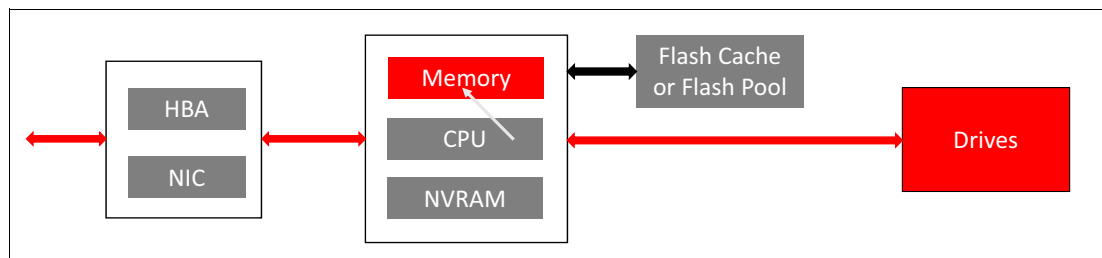 HBA
NIC
Memory
CPU
NVRAM
Flash Cache
or Flash Pool
Drives